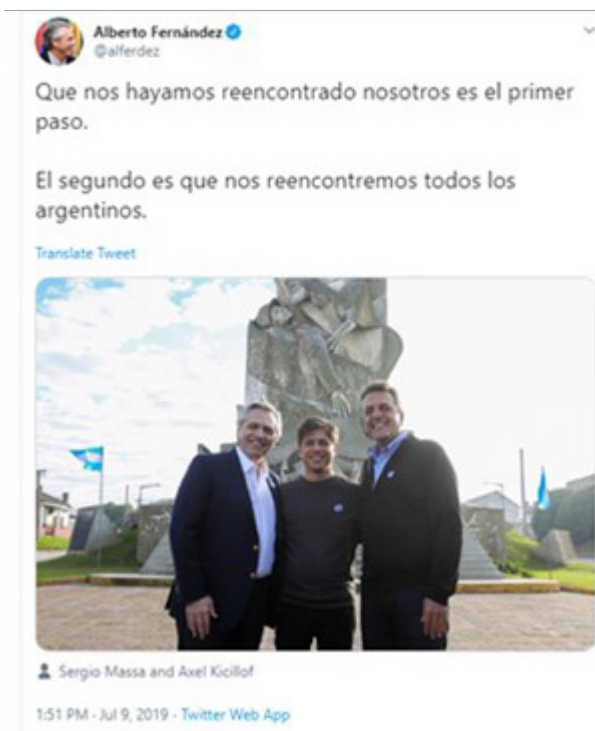 Alberto Fernández
@alferdez
Que nos hayamos reencontrado nosotros es el primer
paso.
El segundo es que nos reencontremos todos los
argentinos.
Translate Tweet
Sergio Massa and Axel Kicillof
1:51 PM - Jul 9, 2019 - Twitter Web App